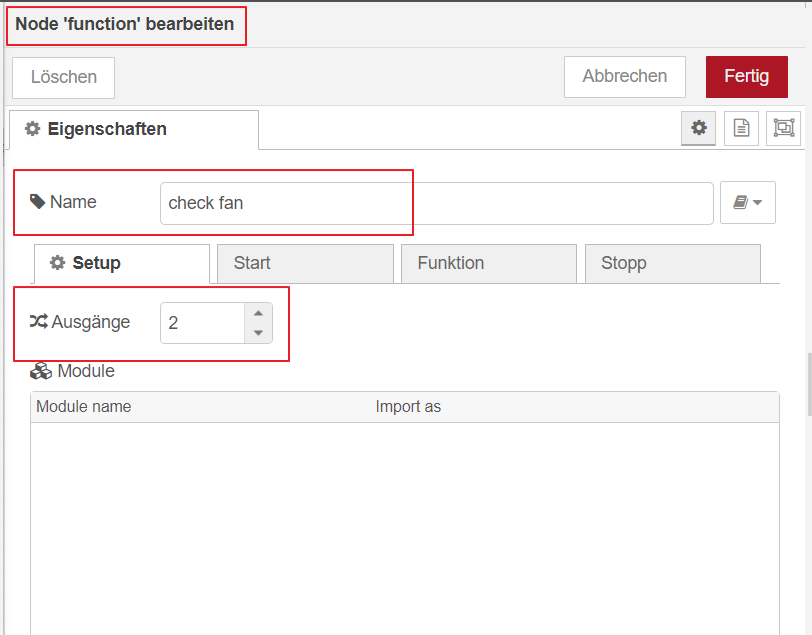 Node 'function' bearbeiten
Löschen
Abbrechen
Fertig
Eigenschaften
Name
check fan
Setup
Start
Funktion
Stopp
Ausgänge
2
Module
Module name
Import as